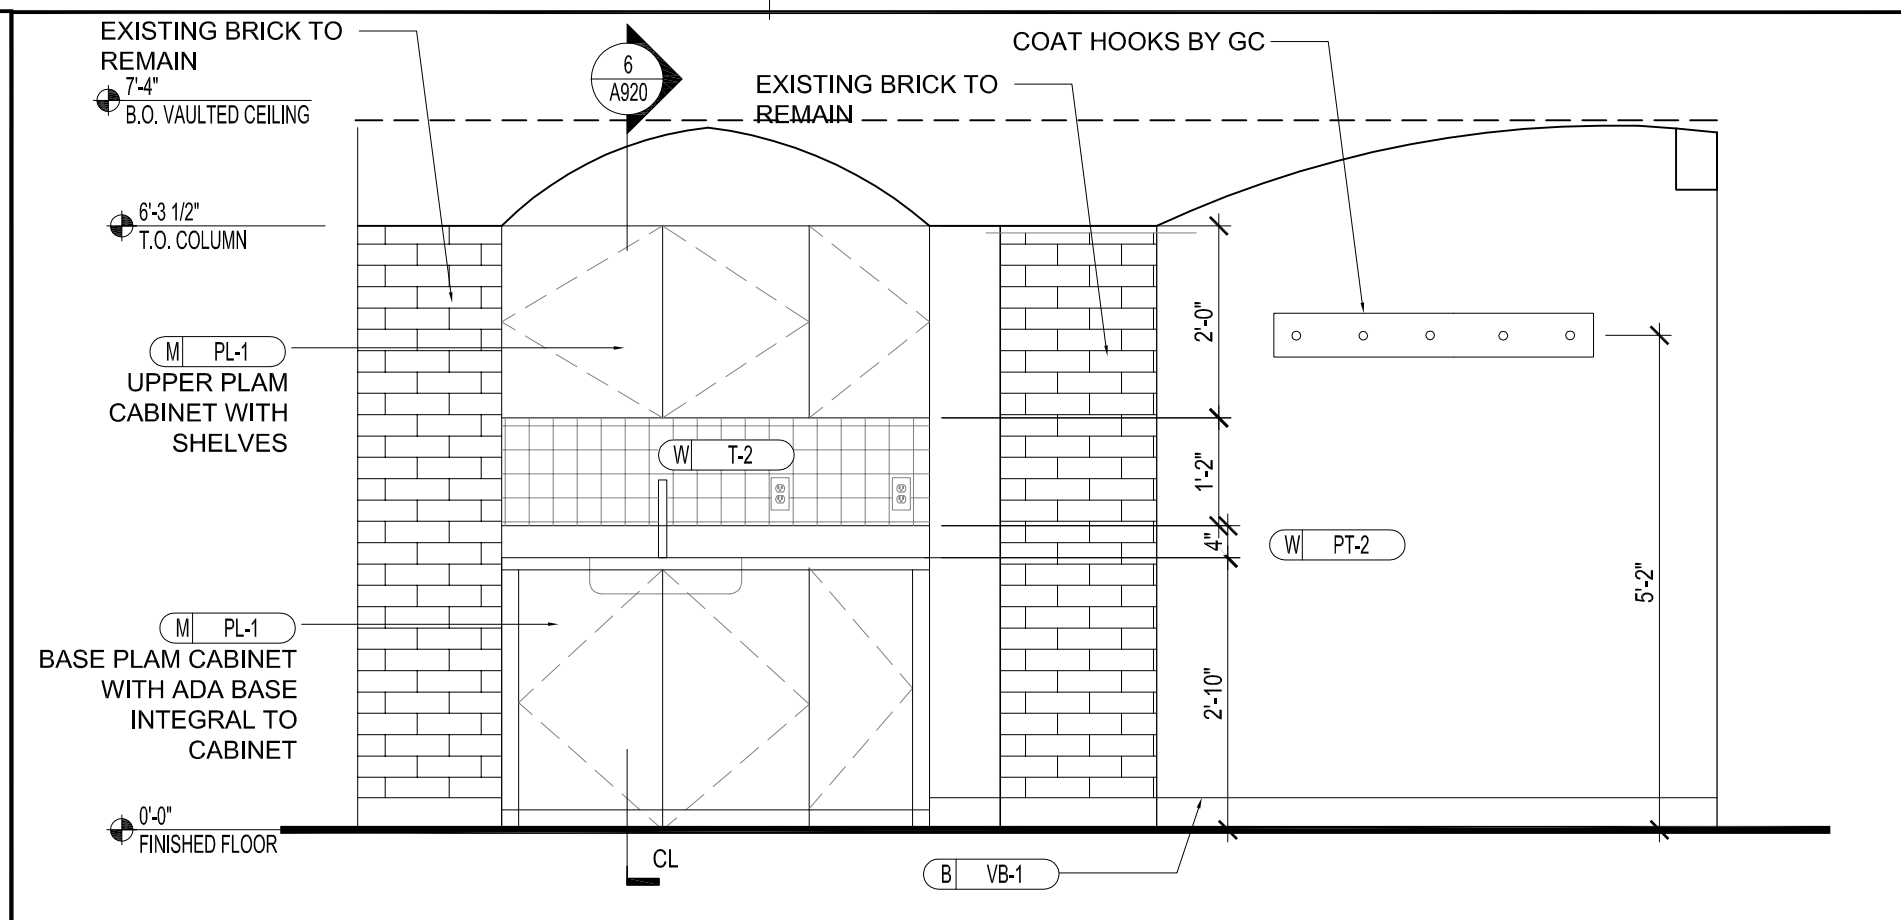 EXISTING BRICK TO
REMAIN
7'-4"
B.O. VAULTED CEILING
6
A920
EXISTING BRICK TO
REMAIN
COAT HOOKS BY GC
6'-3 1/2"
T.O. COLUMN
M PL-1
UPPER PLAM
CABINET WITH
SHELVES
2'-0"
W T-2
1'-2"
4"
W PT-2
5'-2"
M PL-1
BASE PLAM CABINET
WITH ADA BASE
INTEGRAL TO
CABINET
2'-10"
0'-0"
FINISHED FLOOR
CL
B VB-1